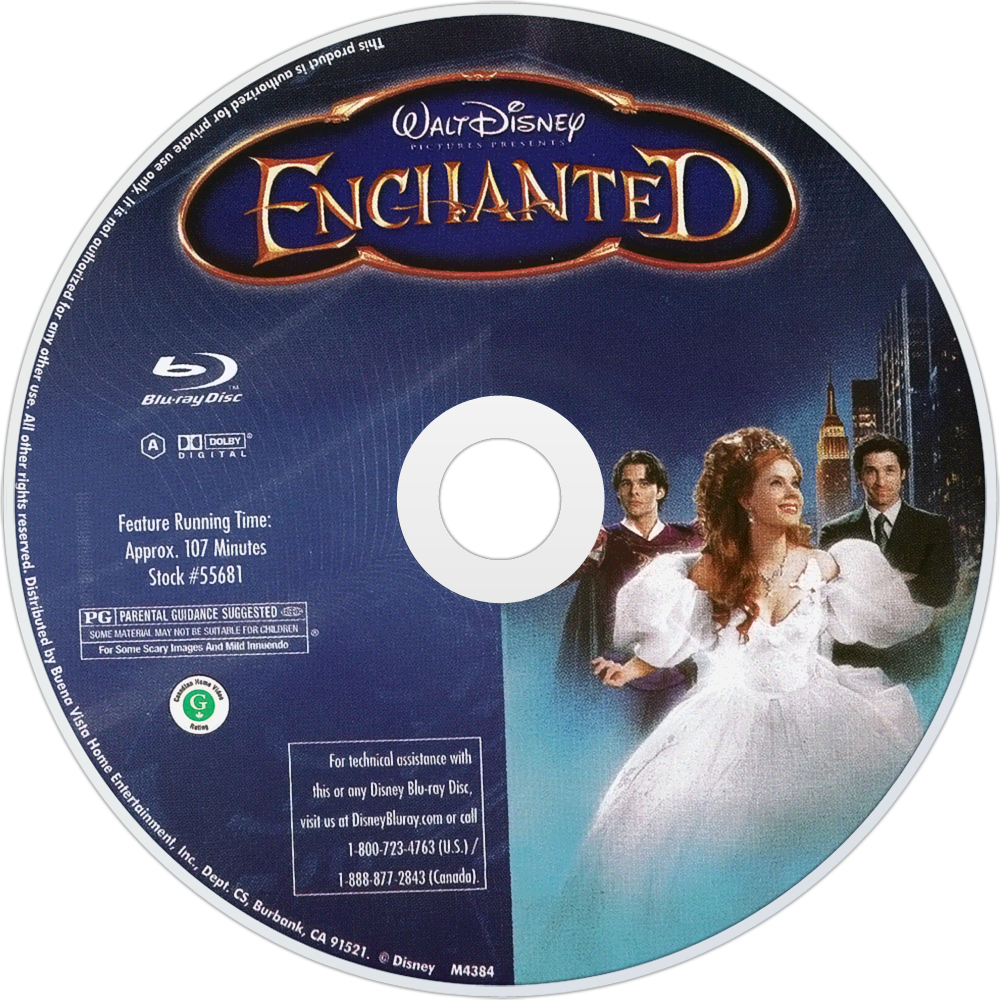 WALT DISNEY
PICTURES PRESENTS
ENCHANTED
Blu-ray Disc™
A DOLBY®
DIGITAL
Feature Running Time:
Approx. 107 Minutes
Stock #55681
PG PARENTAL GUIDANCE SUGGESTED
SOME MATERIAL MAY NOT BE SUITABLE FOR CHILDREN ®
For Some Scary Images And Mild Innuendo
Canadian Home Video
G
Rating
For technical assistance with
this or any Disney Blu-ray Disc,
visit us at DisneyBluray.com or call
1-800-723-4763 (U.S.) /
1-888-877-2843 (Canada).
This product is authorized for private use only. It is not authorized for any other use. All other rights reserved. Distributed by Buena Vista Home Entertainment, Inc., Dept. CS, Burbank, CA 91521. © Disney M4384